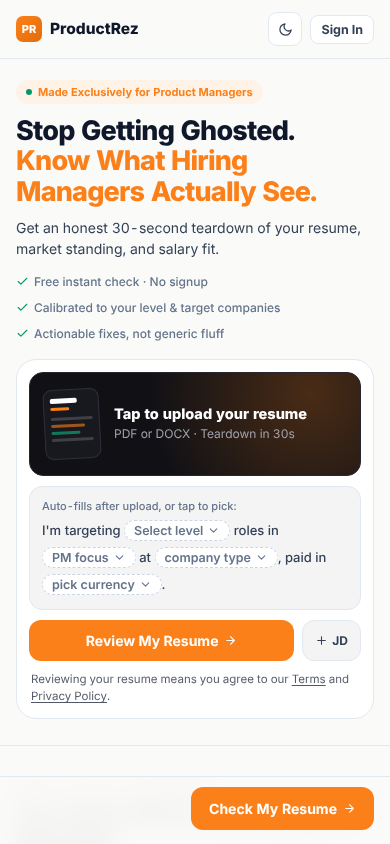 PR ProductRez Sign In
Made Exclusively for Product Managers
Stop Getting Ghosted.
Know What Hiring
Managers Actually See.
Get an honest 30-second teardown of your resume,
market standing, and salary fit.
Free instant check · No signup
Calibrated to your level & target companies
Actionable fixes, not generic fluff
Tap to upload your resume
PDF or DOCX · Teardown in 30s
Auto-fills after upload, or tap to pick:
I'm targeting Select level roles in
PM focus at company type, paid in
pick currency.
Review My Resume → + JD
Reviewing your resume means you agree to our Terms and
Privacy Policy.
Check My Resume →